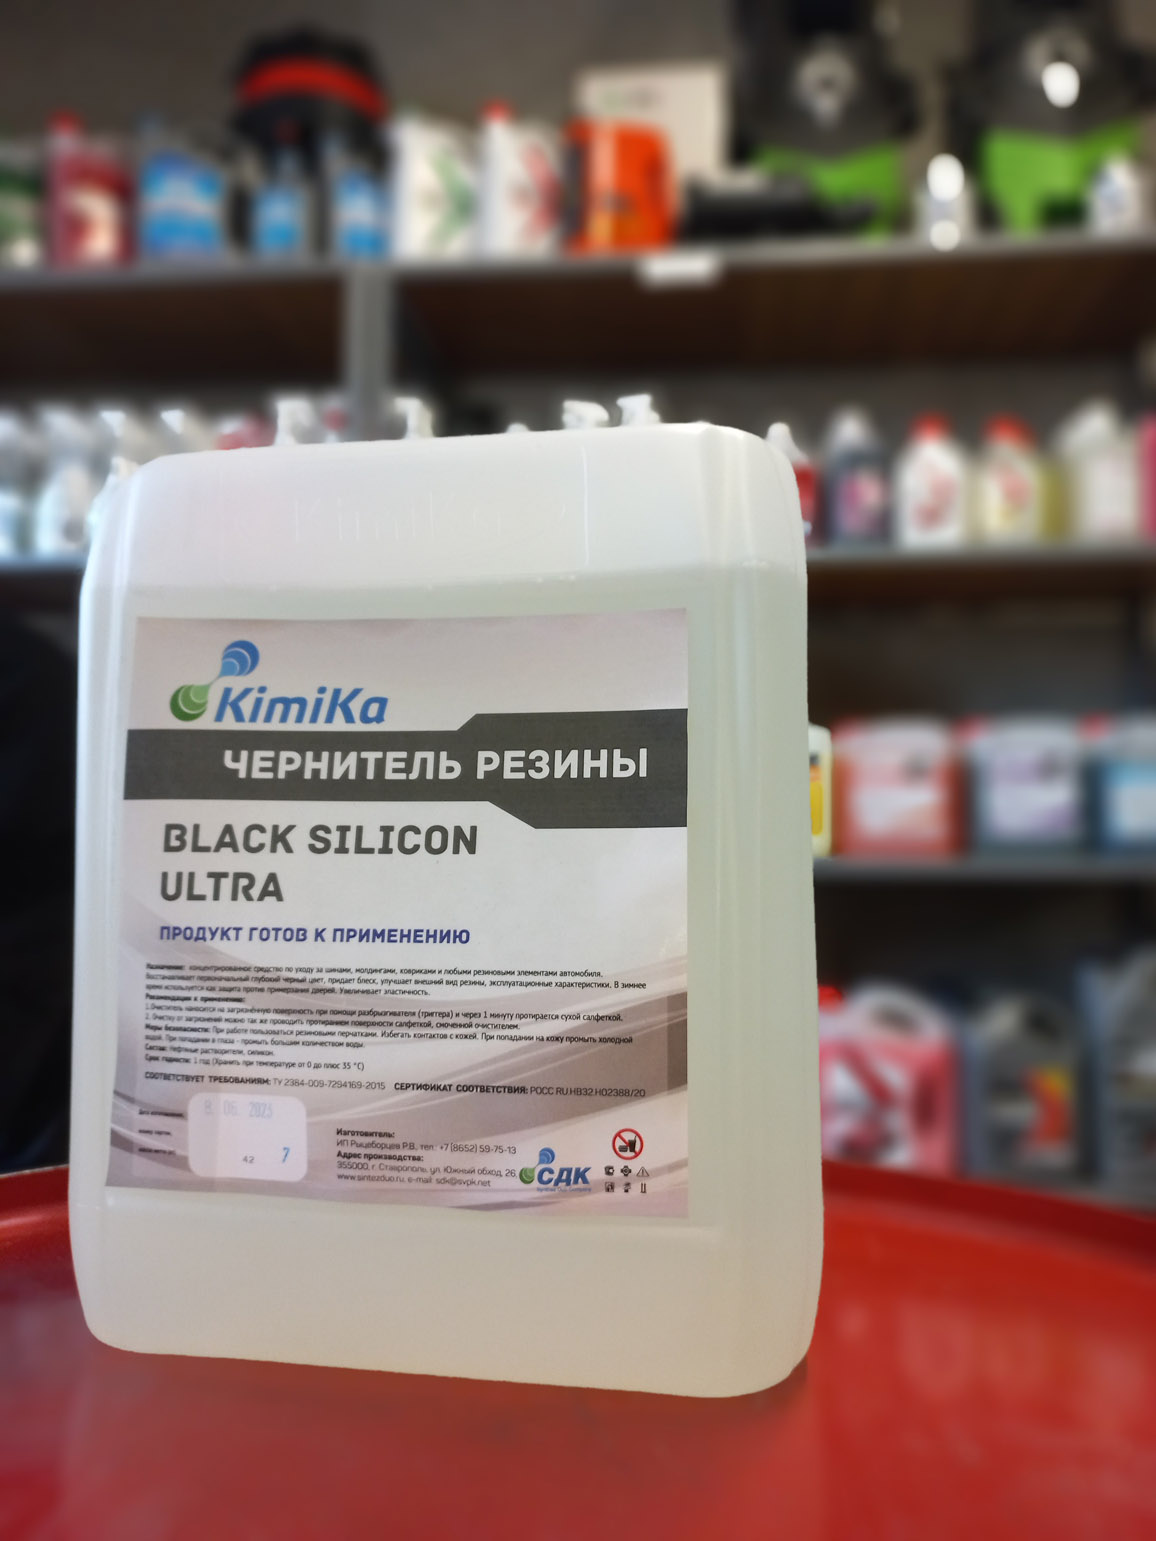 KimiKa
KimiKa
ЧЕРНИТЕЛЬ РЕЗИНЫ
BLACK SILICON
ULTRA
ПРОДУКТ ГОТОВ К ПРИМЕНЕНИЮ
Назначение: концентрированное средство по уходу за шинами, молдингами, ковриками и любыми резиновыми элементами автомобиля.
Восстанавливает первоначальный глубокий черный цвет, придает блеск, улучшает внешний вид резины, эксплуатационные характеристики. В зимнее
время используется как защита против примерзания дверей. Увеличивает эластичность.
Рекомендации к применению:
1. Очиститель наносится на загрязнённую поверхность при помощи разбрызгивателя (триггера) и через 1 минуту протирается сухой салфеткой.
2. Очистку от загрязнений можно так же проводить протиранием поверхности салфеткой, смоченной очистителем.
Меры безопасности: При работе пользоваться резиновыми перчатками. Избегать контактов с кожей. При попадании на кожу промыть холодной
водой. При попадании в глаза - промыть большим количеством воды.
Состав: Нефтяные растворители, силикон.
Срок годности: 1 год (Хранить при температуре от 0 до плюс 35 °C)
СООТВЕТСТВУЕТ ТРЕБОВАНИЯМ: ТУ 2384-009-7294169-2015 СЕРТИФИКАТ СООТВЕТСТВИЯ: РОСС RU.HB32.H02388/20
Дата изготовления:
8. 06. 2023
42 7
Изготовитель:
ИП Рыцеборцев Р.В., тел.: +7 (8652) 59-75-13
Адрес производства:
355000, г. Ставрополь, ул. Южный обход, 26,
www.sintezduo.ru, e-mail: sdk@svpk.net
СДК